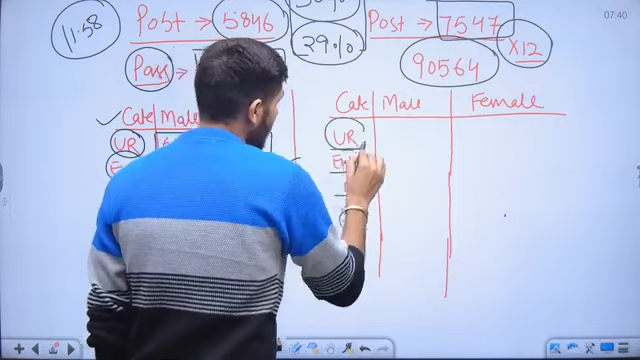 11.58
Post → 5846
29%
Post → 7547
X12
90564
Pass →
07:40
✓ Cate Male
UR
Cate Male Female
UR